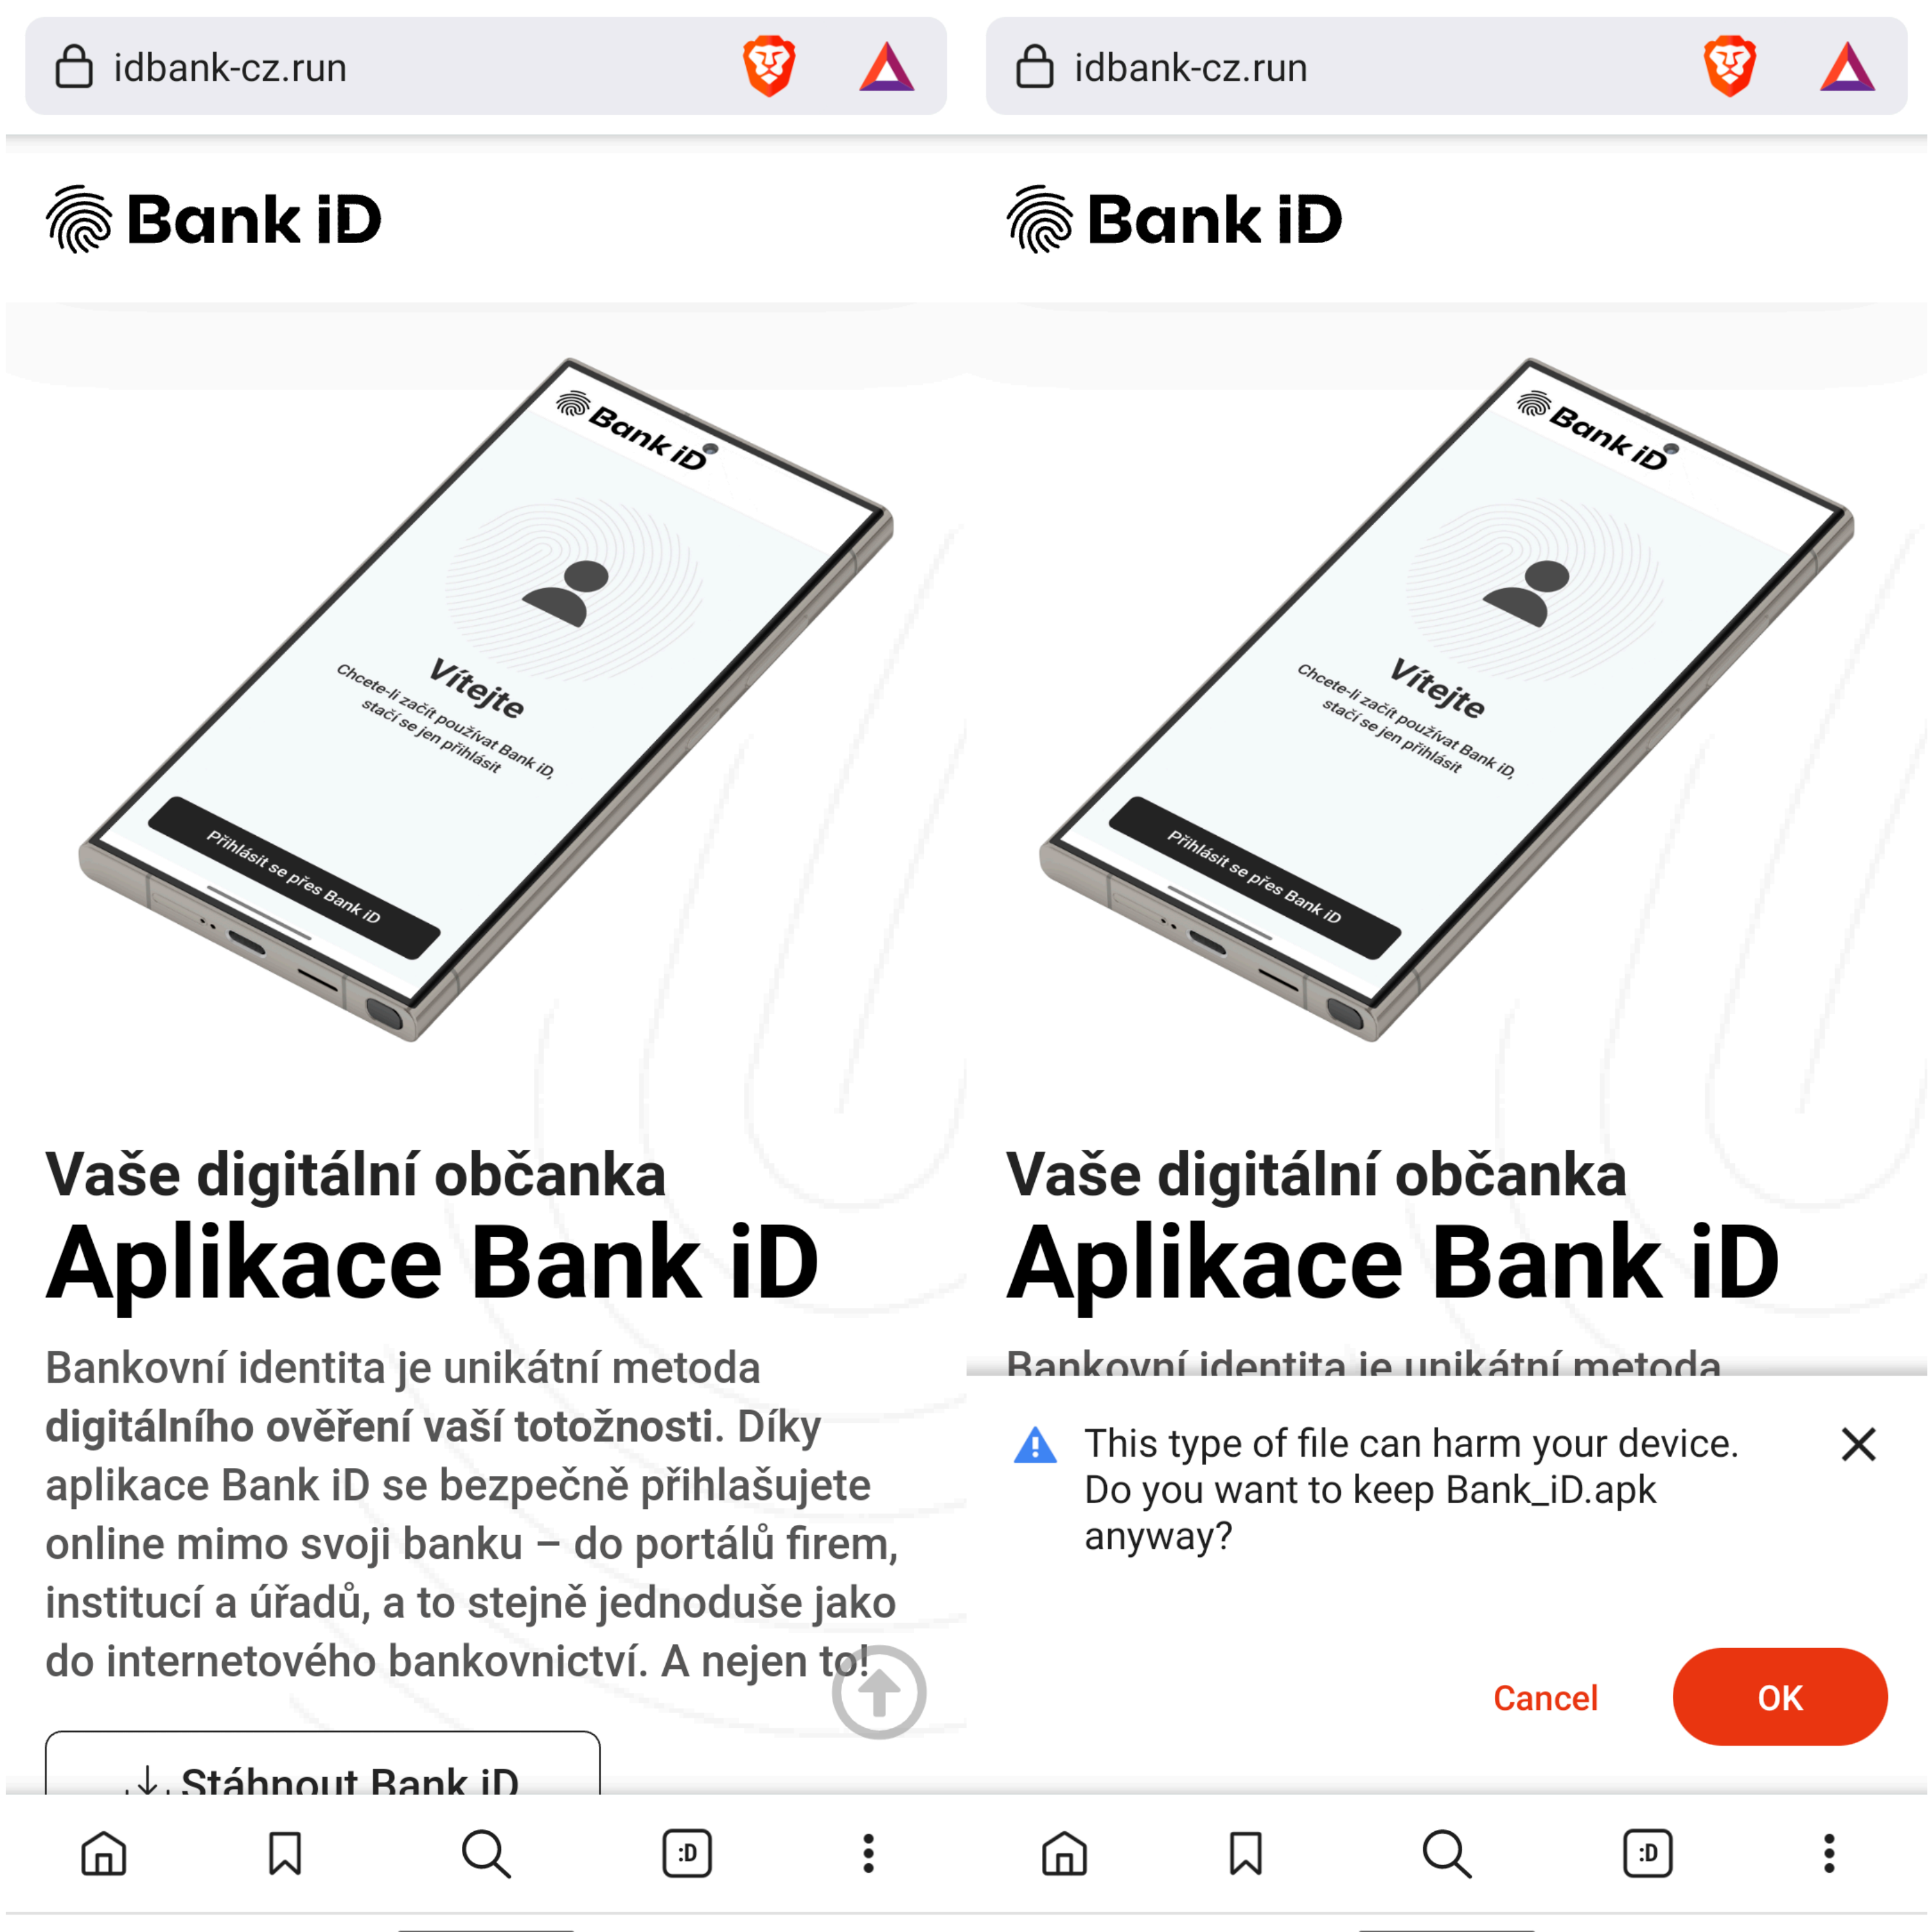 idbank-cz.run
Bank iD
Bank iD
Vítejte
Chcete-li začít používat Bank iD,
stačí se jen přihlásit
Přihlásit se přes Bank iD
Vaše digitální občanka
Aplikace Bank iD
Bankovní identita je unikátní metoda
digitálního ověření vaší totožnosti. Díky
aplikace Bank iD se bezpečně přihlašujete
online mimo svoji banku – do portálů firem,
institucí a úřadů, a to stejně jednoduše jako
do internetového bankovnictví. A nejen to!
Stáhnout Bank iD
:D
idbank-cz.run
Bank iD
Bank iD
Vítejte
Chcete-li začít používat Bank iD,
stačí se jen přihlásit
Přihlásit se přes Bank iD
Vaše digitální občanka
Aplikace Bank iD
Bankovní identita je unikátní metoda
This type of file can harm your device.
Do you want to keep Bank_iD.apk
anyway?
Cancel
OK
:D